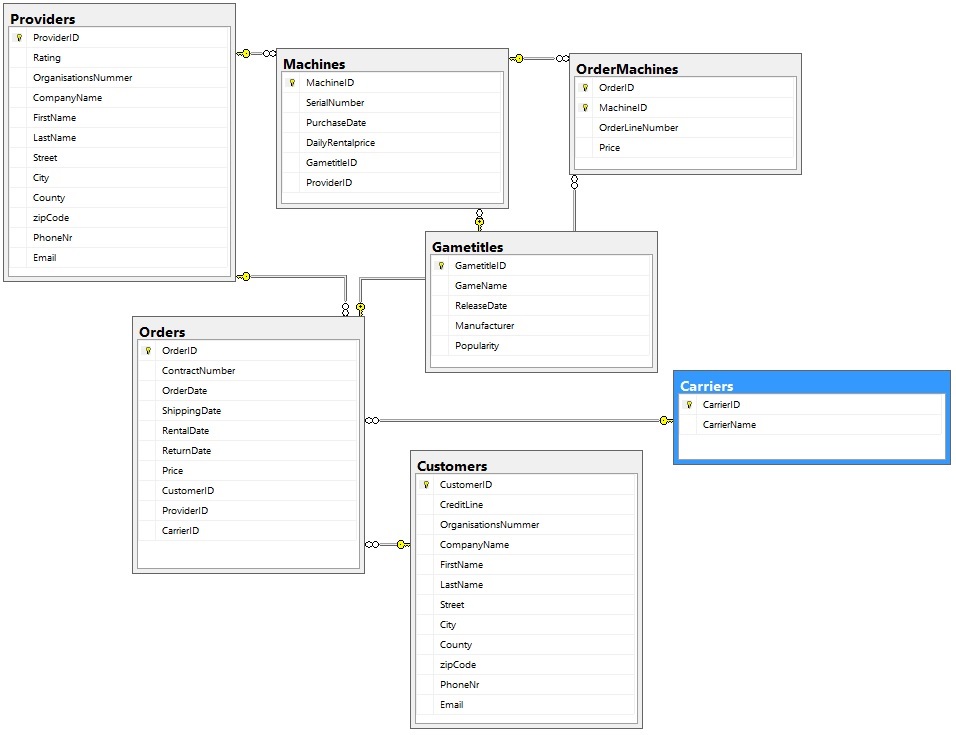 Providers
ProviderID
Rating
OrganisationsNummer
CompanyName
FirstName
LastName
Street
City
County
zipCode
PhoneNr
Email
Machines
MachineID
SerialNumber
PurchaseDate
DailyRentalprice
GametitleID
ProviderID
OrderMachines
OrderID
MachineID
OrderLineNumber
Price
Gametitles
GametitleID
GameName
ReleaseDate
Manufacturer
Popularity
Orders
OrderID
ContractNumber
OrderDate
ShippingDate
RentalDate
ReturnDate
Price
CustomerID
ProviderID
CarrierID
Carriers
CarrierID
CarrierName
Customers
CustomerID
CreditLine
OrganisationsNummer
CompanyName
FirstName
LastName
Street
City
County
zipCode
PhoneNr
Email